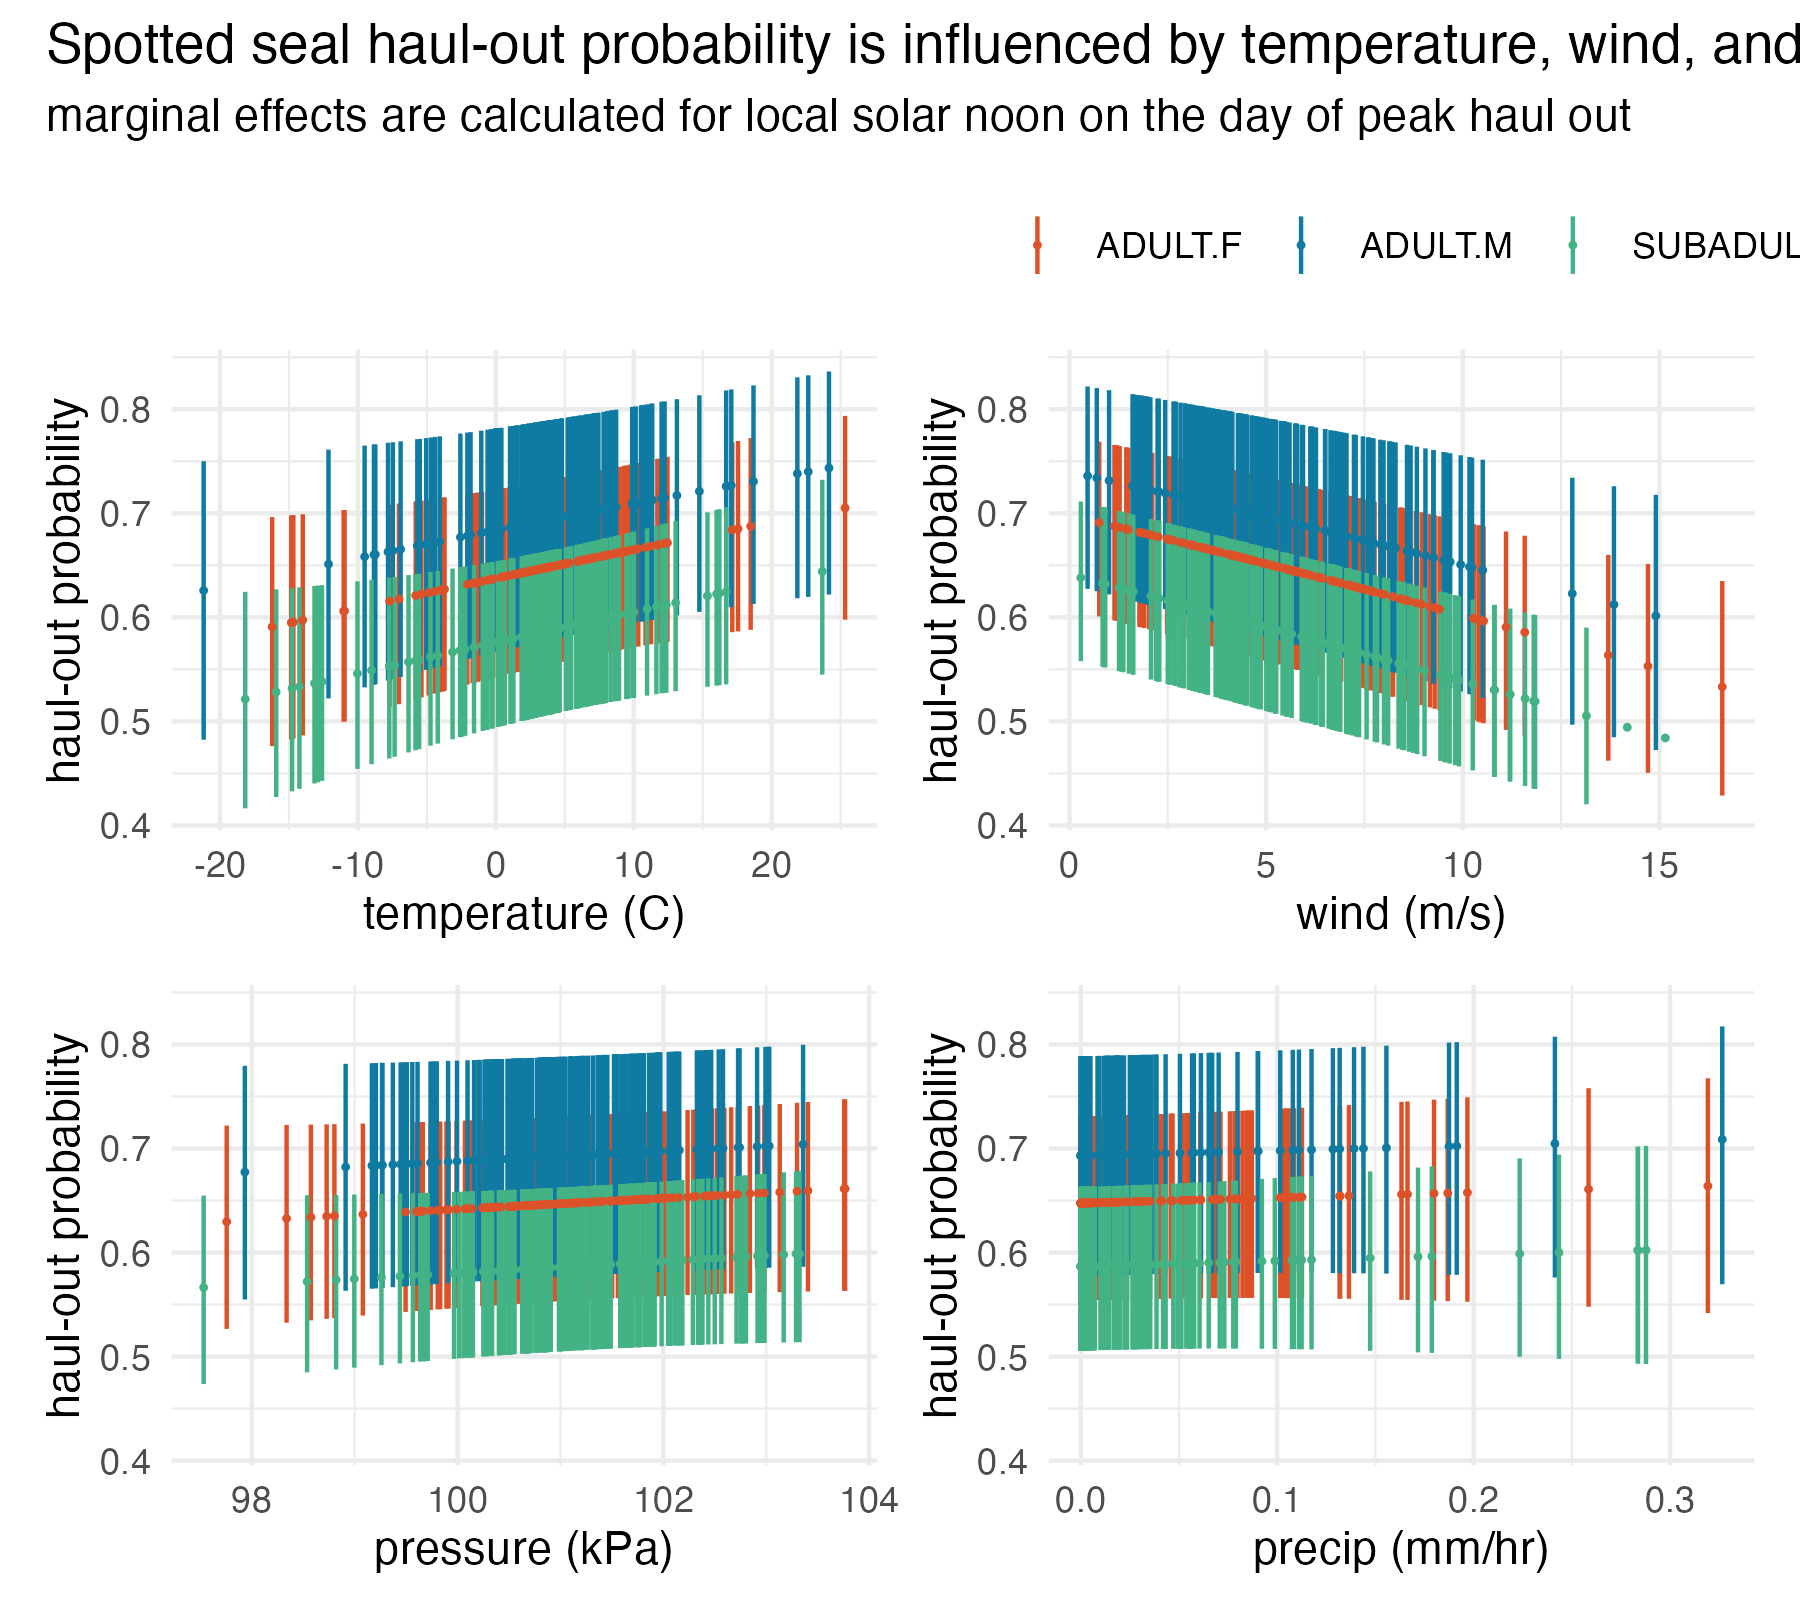 Spotted seal haul-out probability is influenced by temperature, wind, and
marginal effects are calculated for local solar noon on the day of peak haul out
ADULT.F ADULT.M SUBADUL
haul-out probability
0.8
0.7
0.6
0.5
0.4
-20 -10 0 10 20
temperature (C)
haul-out probability
0.8
0.7
0.6
0.5
0.4
0 5 10 15
wind (m/s)
haul-out probability
0.8
0.7
0.6
0.5
0.4
98 100 102 104
pressure (kPa)
haul-out probability
0.8
0.7
0.6
0.5
0.4
0.0 0.1 0.2 0.3
precip (mm/hr)